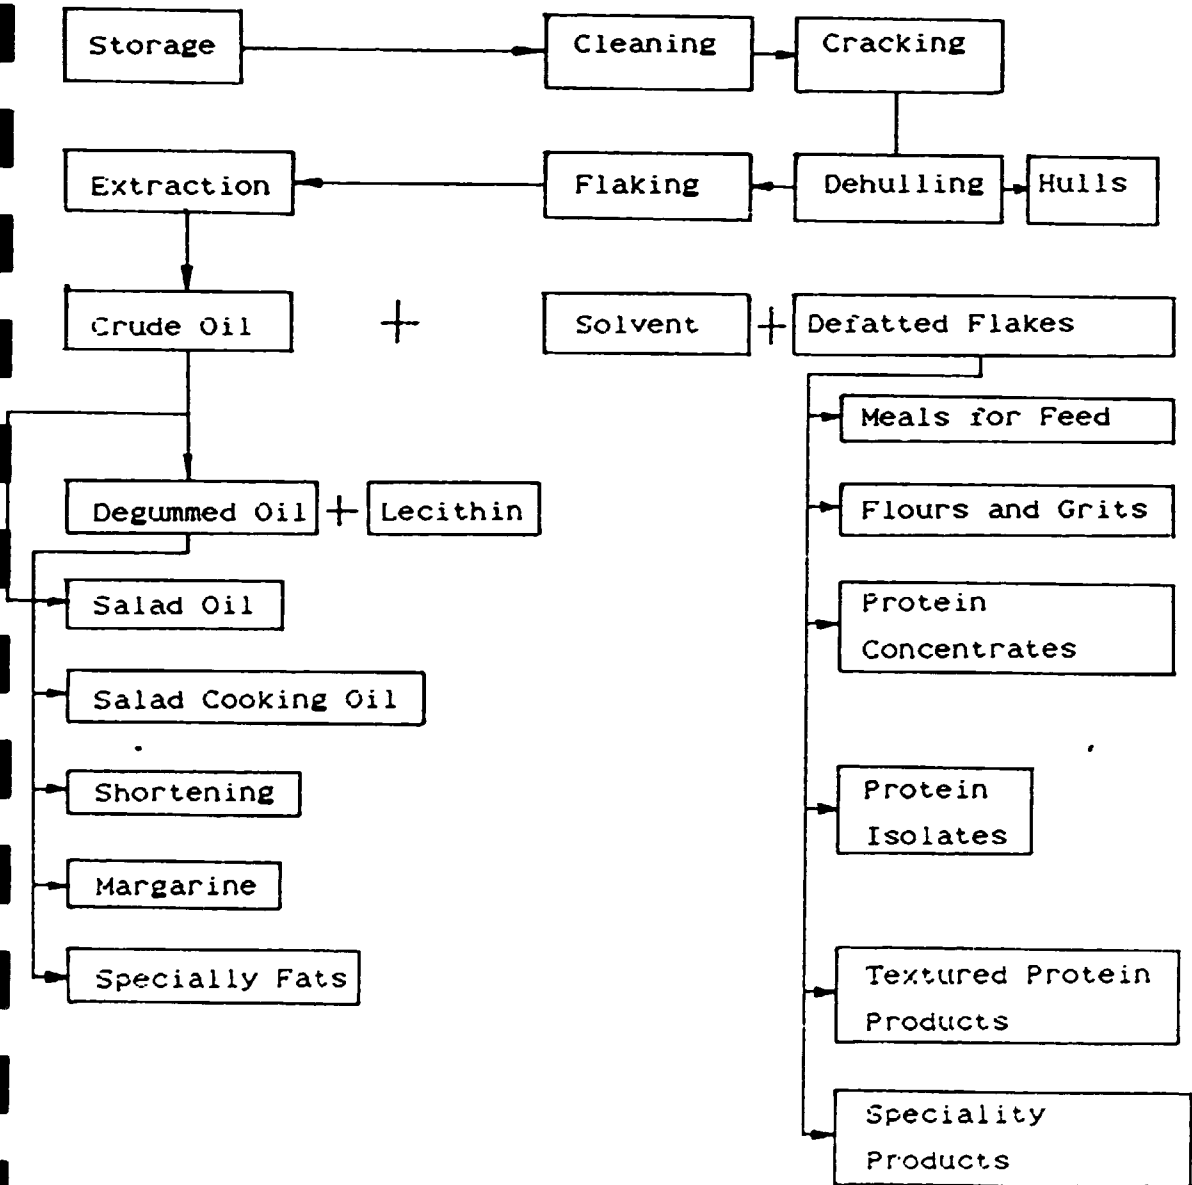 Storage
Cleaning
Cracking
Extraction
Flaking
Dehulling
Hulls
Crude Oil
+
Solvent
+
Defatted Flakes
Meals for Feed
Degummed Oil
+
Lecithin
Flours and Grits
Salad Oil
Protein
Concentrates
Salad Cooking Oil
Shortening
Protein
Isolates
Margarine
Specially Fats
Textured Protein
Products
Speciality
Products